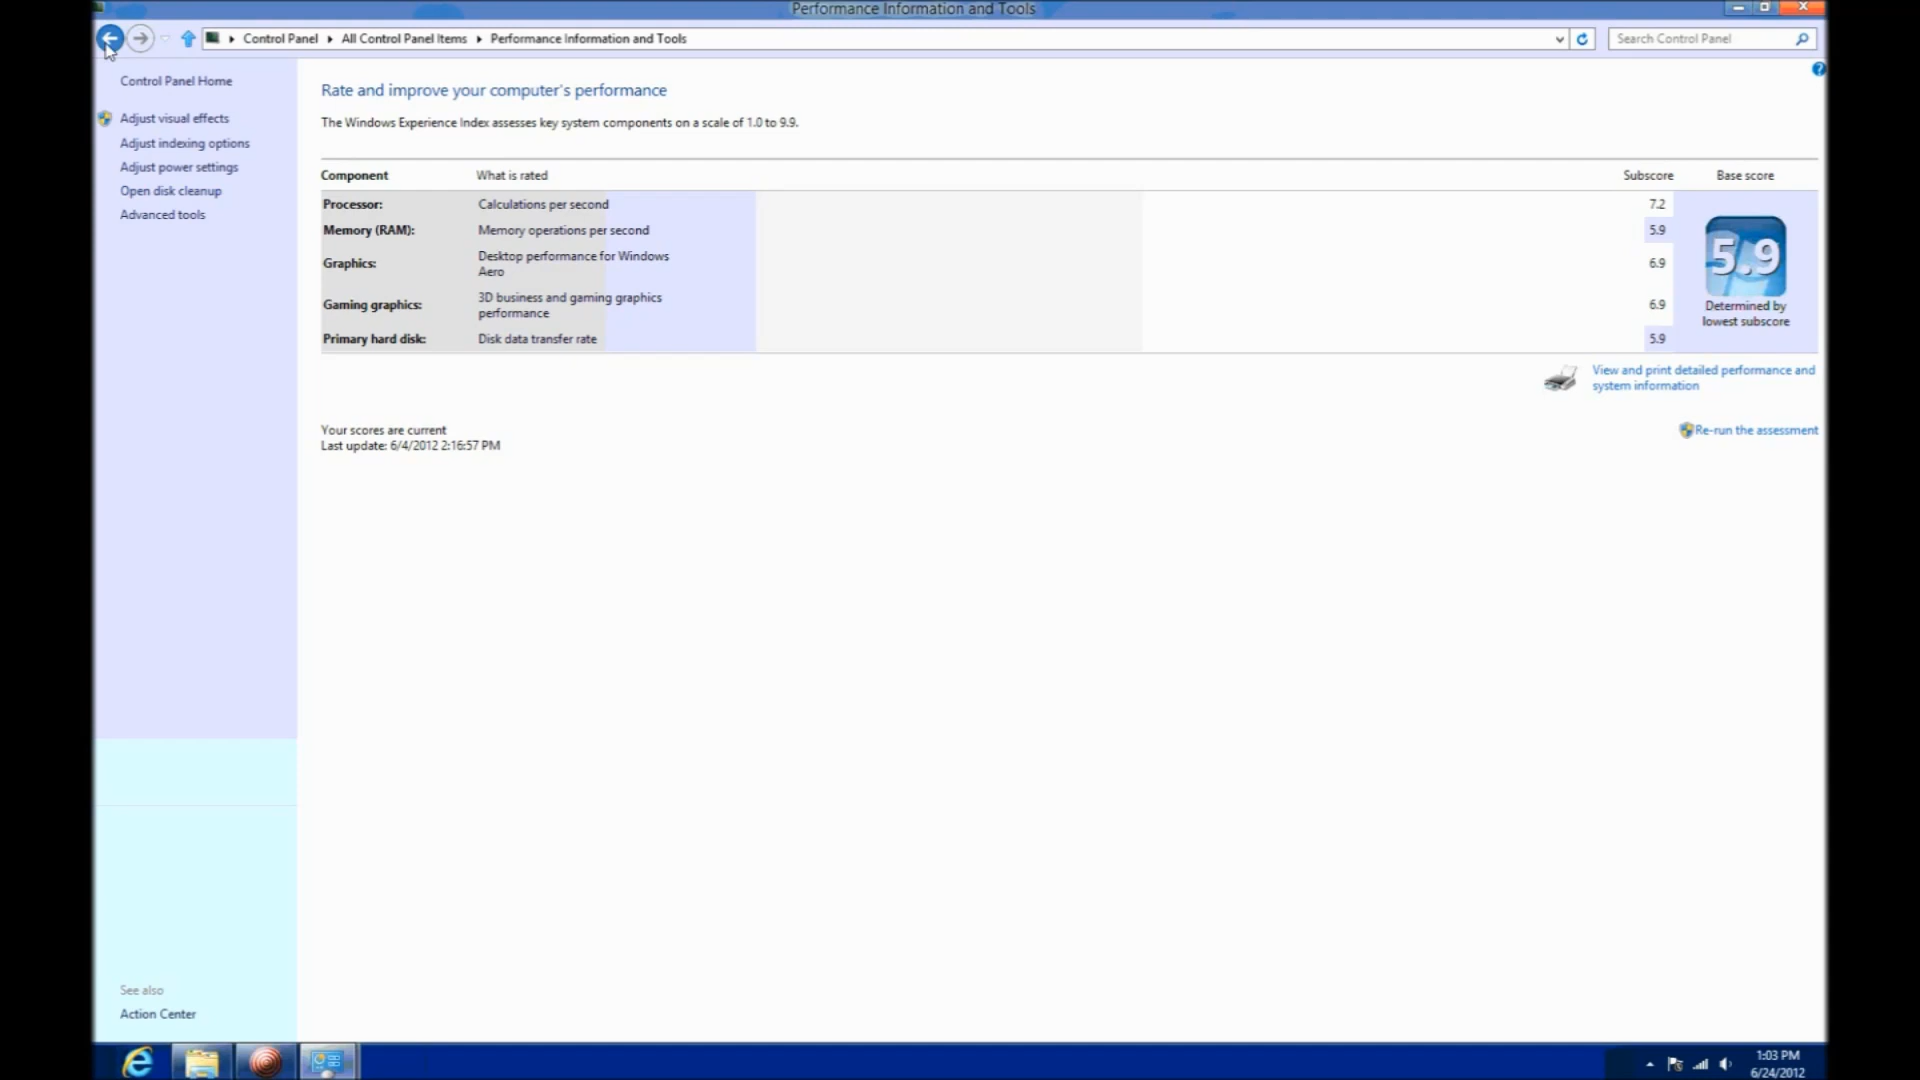 Performance Information and Tools
Control Panel
All Control Panel Items
Performance Information and Tools
Search Control Panel
Control Panel Home
Adjust visual effects
Adjust indexing options
Adjust power settings
Open disk cleanup
Advanced tools
Rate and improve your computer's performance
The Windows Experience Index assesses key system components on a scale of 1.0 to 9.9.
Component What is rated Subscore Base score
Processor: Calculations per second 7.2
Memory (RAM): Memory operations per second 5.9
Graphics: Desktop performance for Windows
Aero 6.9
Gaming graphics: 3D business and gaming graphics
performance 6.9
Primary hard disk: Disk data transfer rate 5.9
5.9
Determined by
lowest subscore
View and print detailed performance and
system information
Your scores are current
Last update: 6/4/2012 2:16:57 PM
Re-run the assessment
See also
Action Center
1:03 PM
6/24/2012